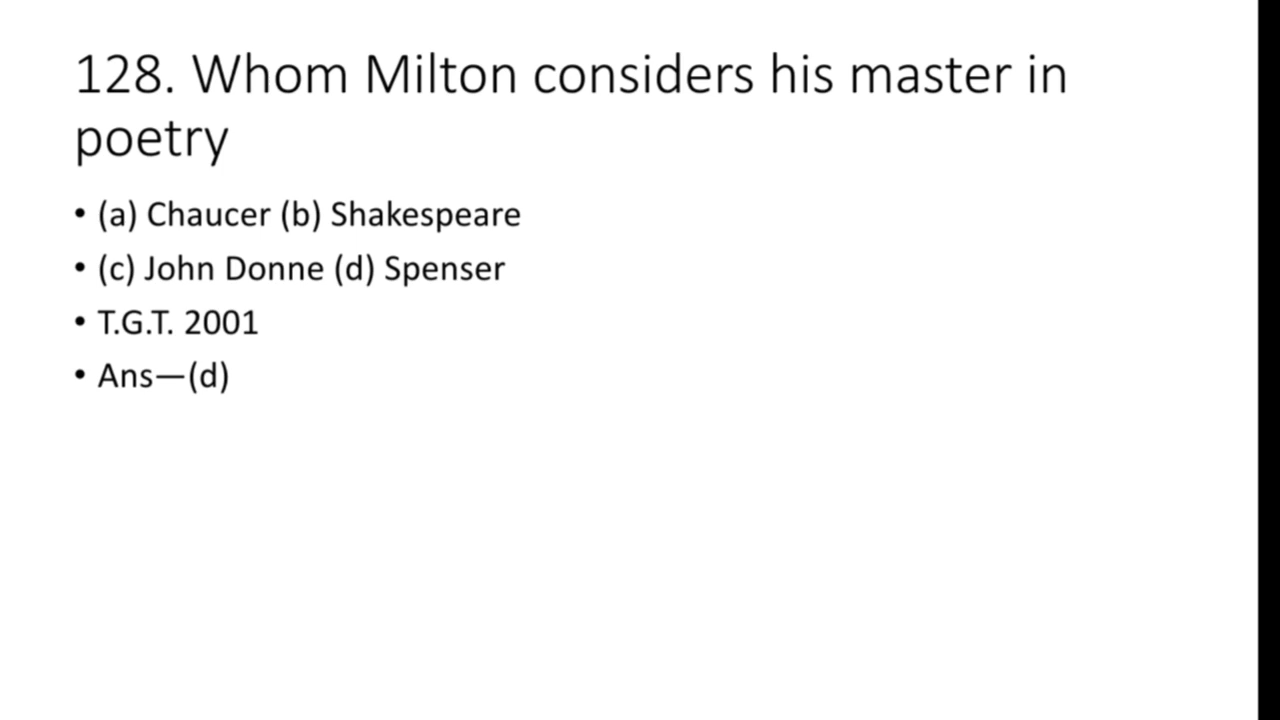 128. Whom Milton considers his master in
poetry
• (a) Chaucer (b) Shakespeare
• (c) John Donne (d) Spenser
• T.G.T. 2001
• Ans—(d)